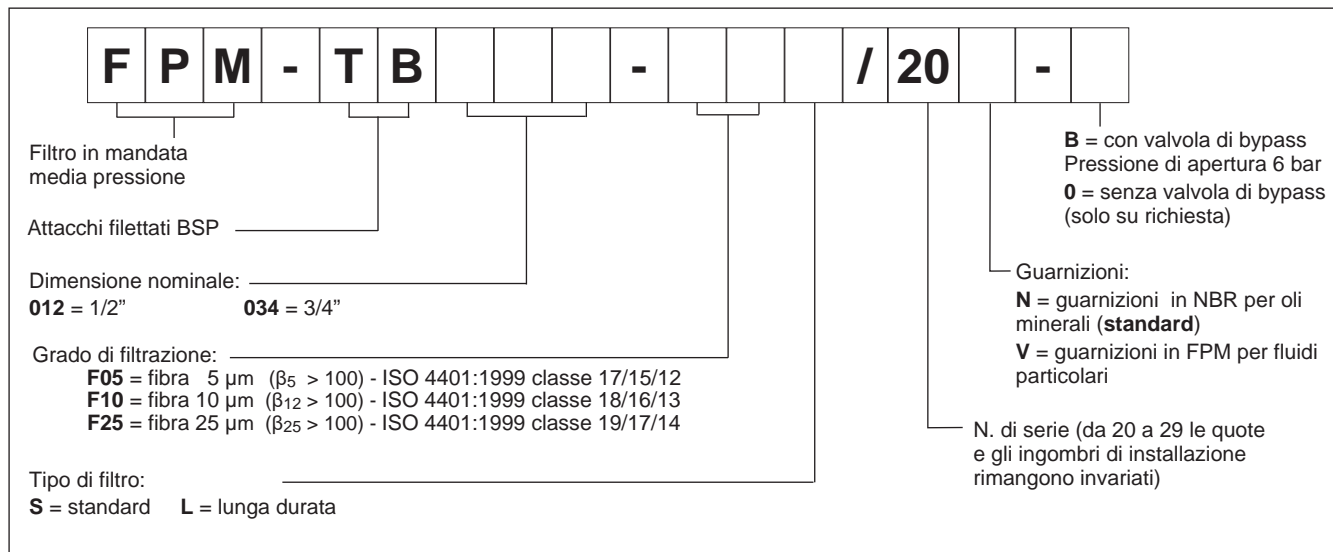 F P M - T B - / 20 -
Filtro in mandata
media pressione
Attacchi filettati BSP
Dimensione nominale:
012 = 1/2” 034 = 3/4”
Grado di filtrazione:
F05 = fibra 5 µm (β5 > 100) - ISO 4401:1999 classe 17/15/12
F10 = fibra 10 µm (β12 > 100) - ISO 4401:1999 classe 18/16/13
F25 = fibra 25 µm (β25 > 100) - ISO 4401:1999 classe 19/17/14
Tipo di filtro:
S = standard L = lunga durata
B = con valvola di bypass
Pressione di apertura 6 bar
0 = senza valvola di bypass
(solo su richiesta)
Guarnizioni:
N = guarnizioni in NBR per oli
minerali (standard)
V = guarnizioni in FPM per fluidi
particolari
N. di serie (da 20 a 29 le quote
e gli ingombri di installazione
rimangono invariati)